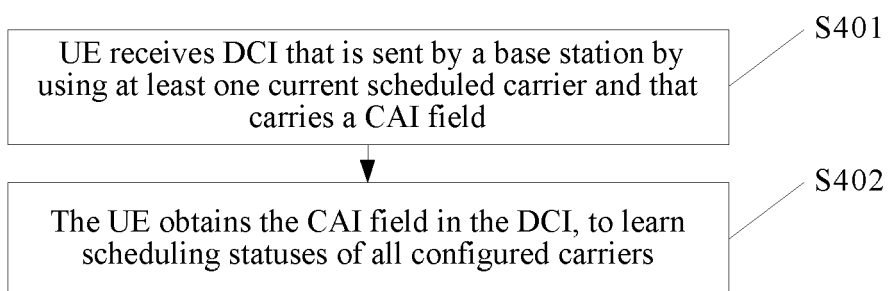 S401
UE receives DCI that is sent by a base station by
using at least one current scheduled carrier and that
carries a CAI field
S402
The UE obtains the CAI field in the DCI, to learn
scheduling statuses of all configured carriers